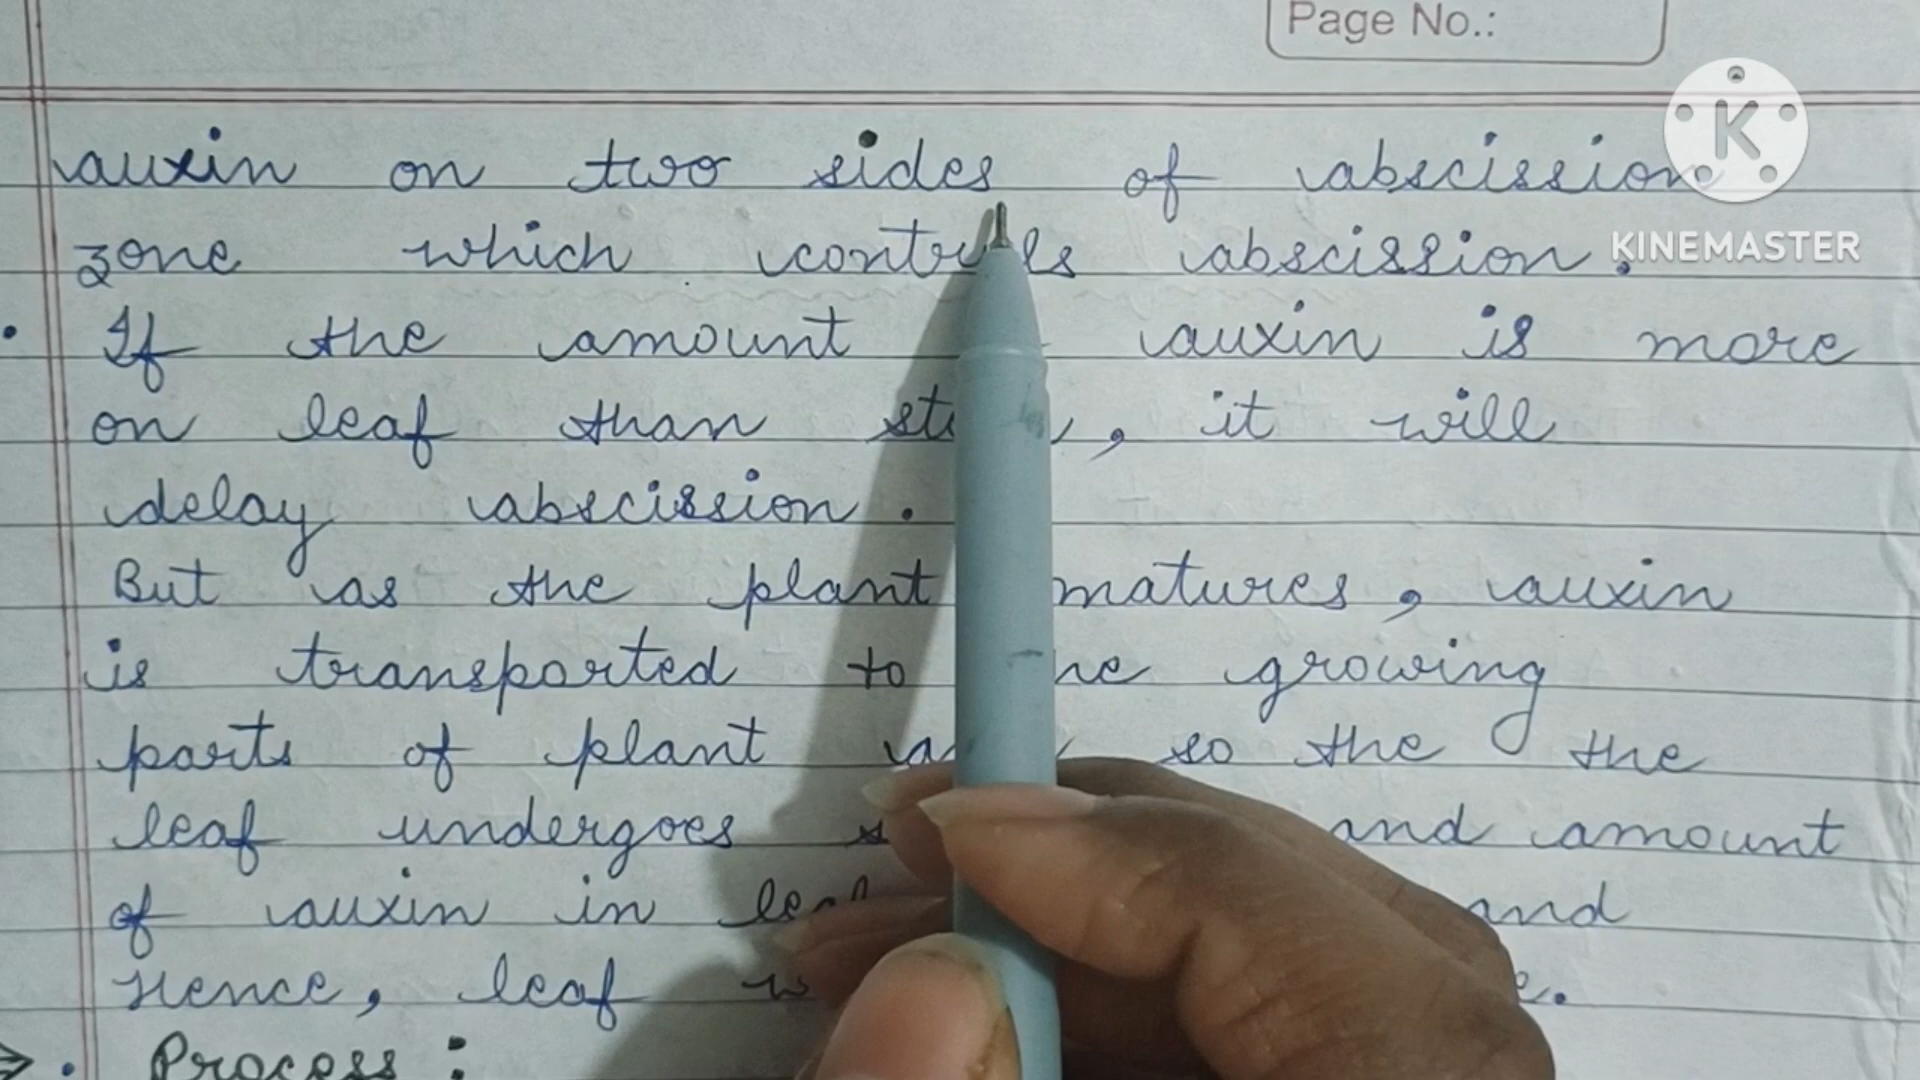 Page No.:
auxin on two sides of abscission
zone which controls abscission.
• If the amount auxin is more
on leaf than , it will
delay abscission.
But as the plant matures, auxin
is transported to growing
parts of plant so the the
leaf undergoes and amount
of auxin in and
Hence, leaf
Process :
K
KINEMASTER